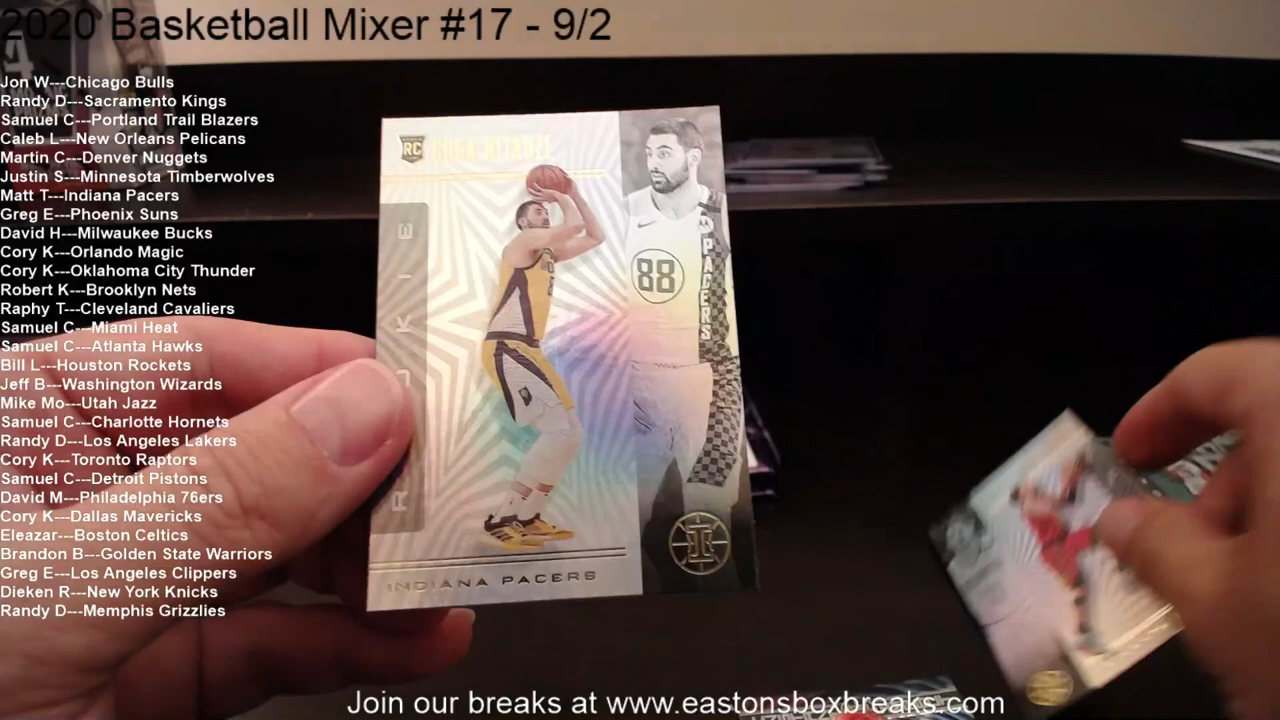 2020 Basketball Mixer #17 - 9/2
Jon W---Chicago Bulls
Randy D---Sacramento Kings
Samuel C---Portland Trail Blazers
Caleb L---New Orleans Pelicans
Martin C---Denver Nuggets
Justin S---Minnesota Timberwolves
Matt T---Indiana Pacers
Greg E---Phoenix Suns
David H---Milwaukee Bucks
Cory K---Orlando Magic
Cory K---Oklahoma City Thunder
Robert K---Brooklyn Nets
Raphy T---Cleveland Cavaliers
Samuel C---Miami Heat
Samuel C---Atlanta Hawks
Bill L---Houston Rockets
Jeff B---Washington Wizards
Mike Mo---Utah Jazz
Samuel C---Charlotte Hornets
Randy D---Los Angeles Lakers
Cory K---Toronto Raptors
Samuel C---Detroit Pistons
David M---Philadelphia 76ers
Cory K---Dallas Mavericks
Eleazar---Boston Celtics
Brandon B---Golden State Warriors
Greg E---Los Angeles Clippers
Dieken R---New York Knicks
Randy D---Memphis Grizzlies
RC
ROOKIE
88
PACERS
INDIANA PACERS
Join our breaks at www.eastonsboxbreaks.com